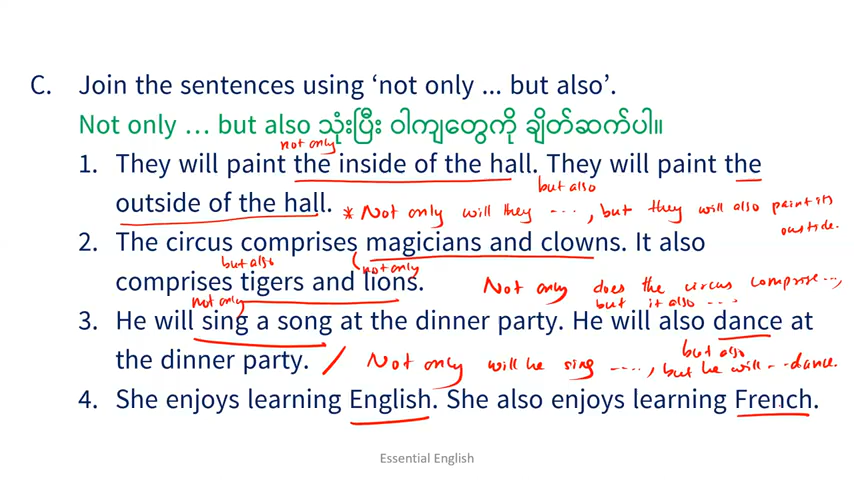 C. Join the sentences using ‘not only ... but also’.
Not only … but also သုံးပြီး ဝါကျတွေကို ချိတ်ဆက်ပါ။
not only
1. They will paint the inside of the hall. They will paint the
but also
outside of the hall. * Not only will they ...., but they will also paint its
outside.
2. The circus comprises magicians and clowns. It also
but also not only
comprises tigers and lions. Not only does the circus comprise ...,
not only but it also ....
3. He will sing a song at the dinner party. He will also dance at
but also
the dinner party. / Not only will he sing ...., but he will -- dance.
4. She enjoys learning English. She also enjoys learning French.
Essential English